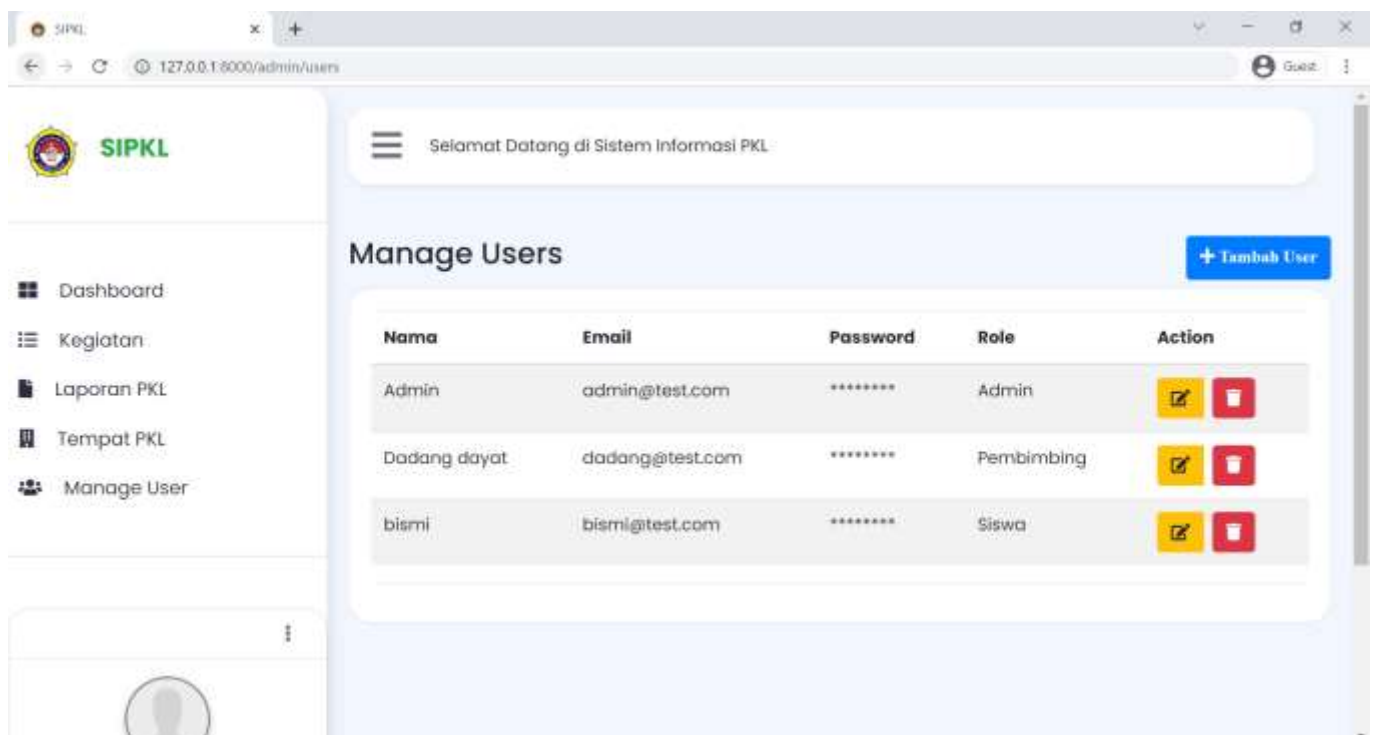 SIPKL
127.0.0.1:8000/admin/users
Guest
SIPKL
Selamat Datang di Sistem Informasi PKL
Manage Users
Tambah User
Dashboard
Kegiatan
Laporan PKL
Tempat PKL
Manage User
Nama Email Password Role Action
Admin admin@test.com ******** Admin
Dadang dayat dadang@test.com ******** Pembimbing
bismi bismi@test.com ******** Siswa